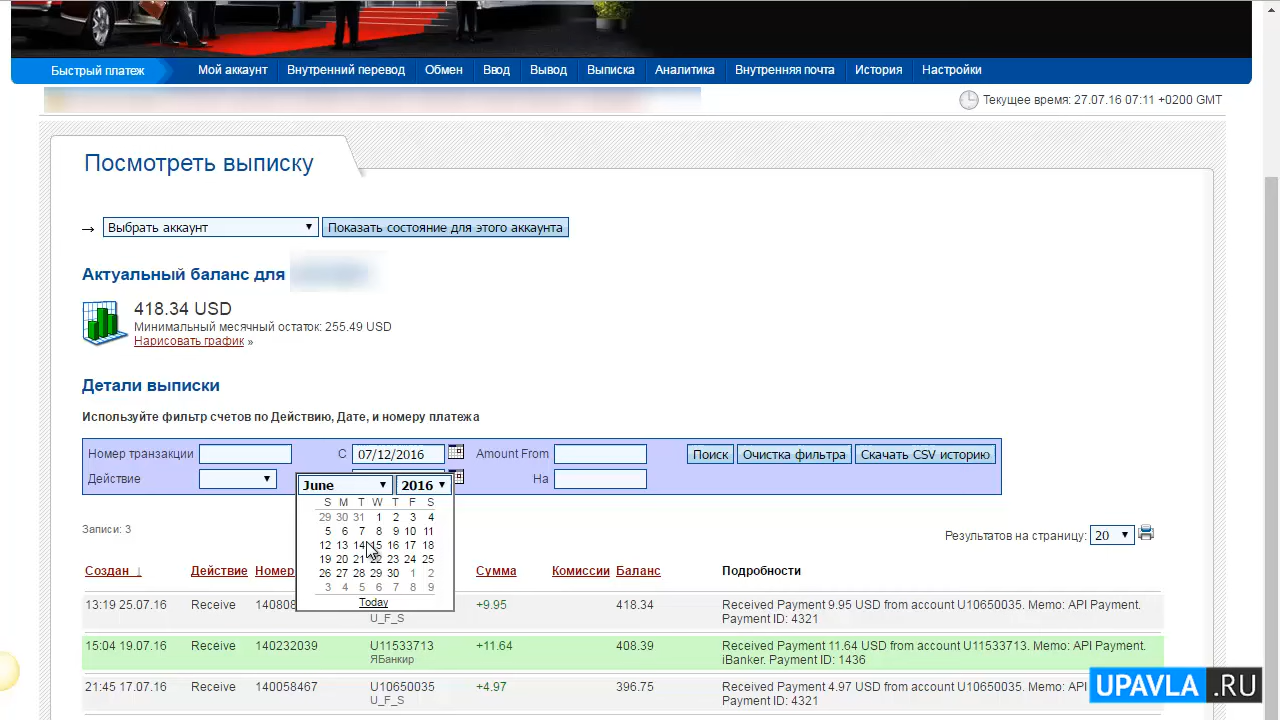 Быстрый платеж Мой аккаунт Внутренний перевод Обмен Ввод Вывод Выписка Аналитика Внутренняя почта История Настройки
Текущее время: 27.07.16 07:11 +0200 GMT
Посмотреть выписку
→ Выбрать аккаунт Показать состояние для этого аккаунта
Актуальный баланс для
418.34 USD
Минимальный месячный остаток: 255.49 USD
Нарисовать график »
Детали выписки
Используйте фильтр счетов по Действию, Дате, и номеру платежа
Номер транзакции С 07/12/2016 Amount From Поиск Очистка фильтра Скачать CSV историю
Действие На
June 2016
S M T W T F S
29 30 31 1 2 3 4
5 6 7 8 9 10 11
12 13 14 15 16 17 18
19 20 21 22 23 24 25
26 27 28 29 30 1 2
3 4 5 6 7 8 9
Today
Записи: 3 Результатов на страницу: 20
Создан ↓ Действие Номер Сумма Комиссии Баланс Подробности
13:19 25.07.16 Receive +9.95 418.34 Received Payment 9.95 USD from account U10650035. Memo: API Payment.
U_F_S Payment ID: 4321
15:04 19.07.16 Receive 140232039 U11533713 +11.64 408.39 Received Payment 11.64 USD from account U11533713. Memo: API Payment.
ЯБанкир iBanker. Payment ID: 1436
21:45 17.07.16 Receive 140058467 U10650035 +4.97 396.75 Received Payment 4.97 USD from account U10650035. Memo: API
U_F_S Payment ID: 4321
UPAVLA .RU